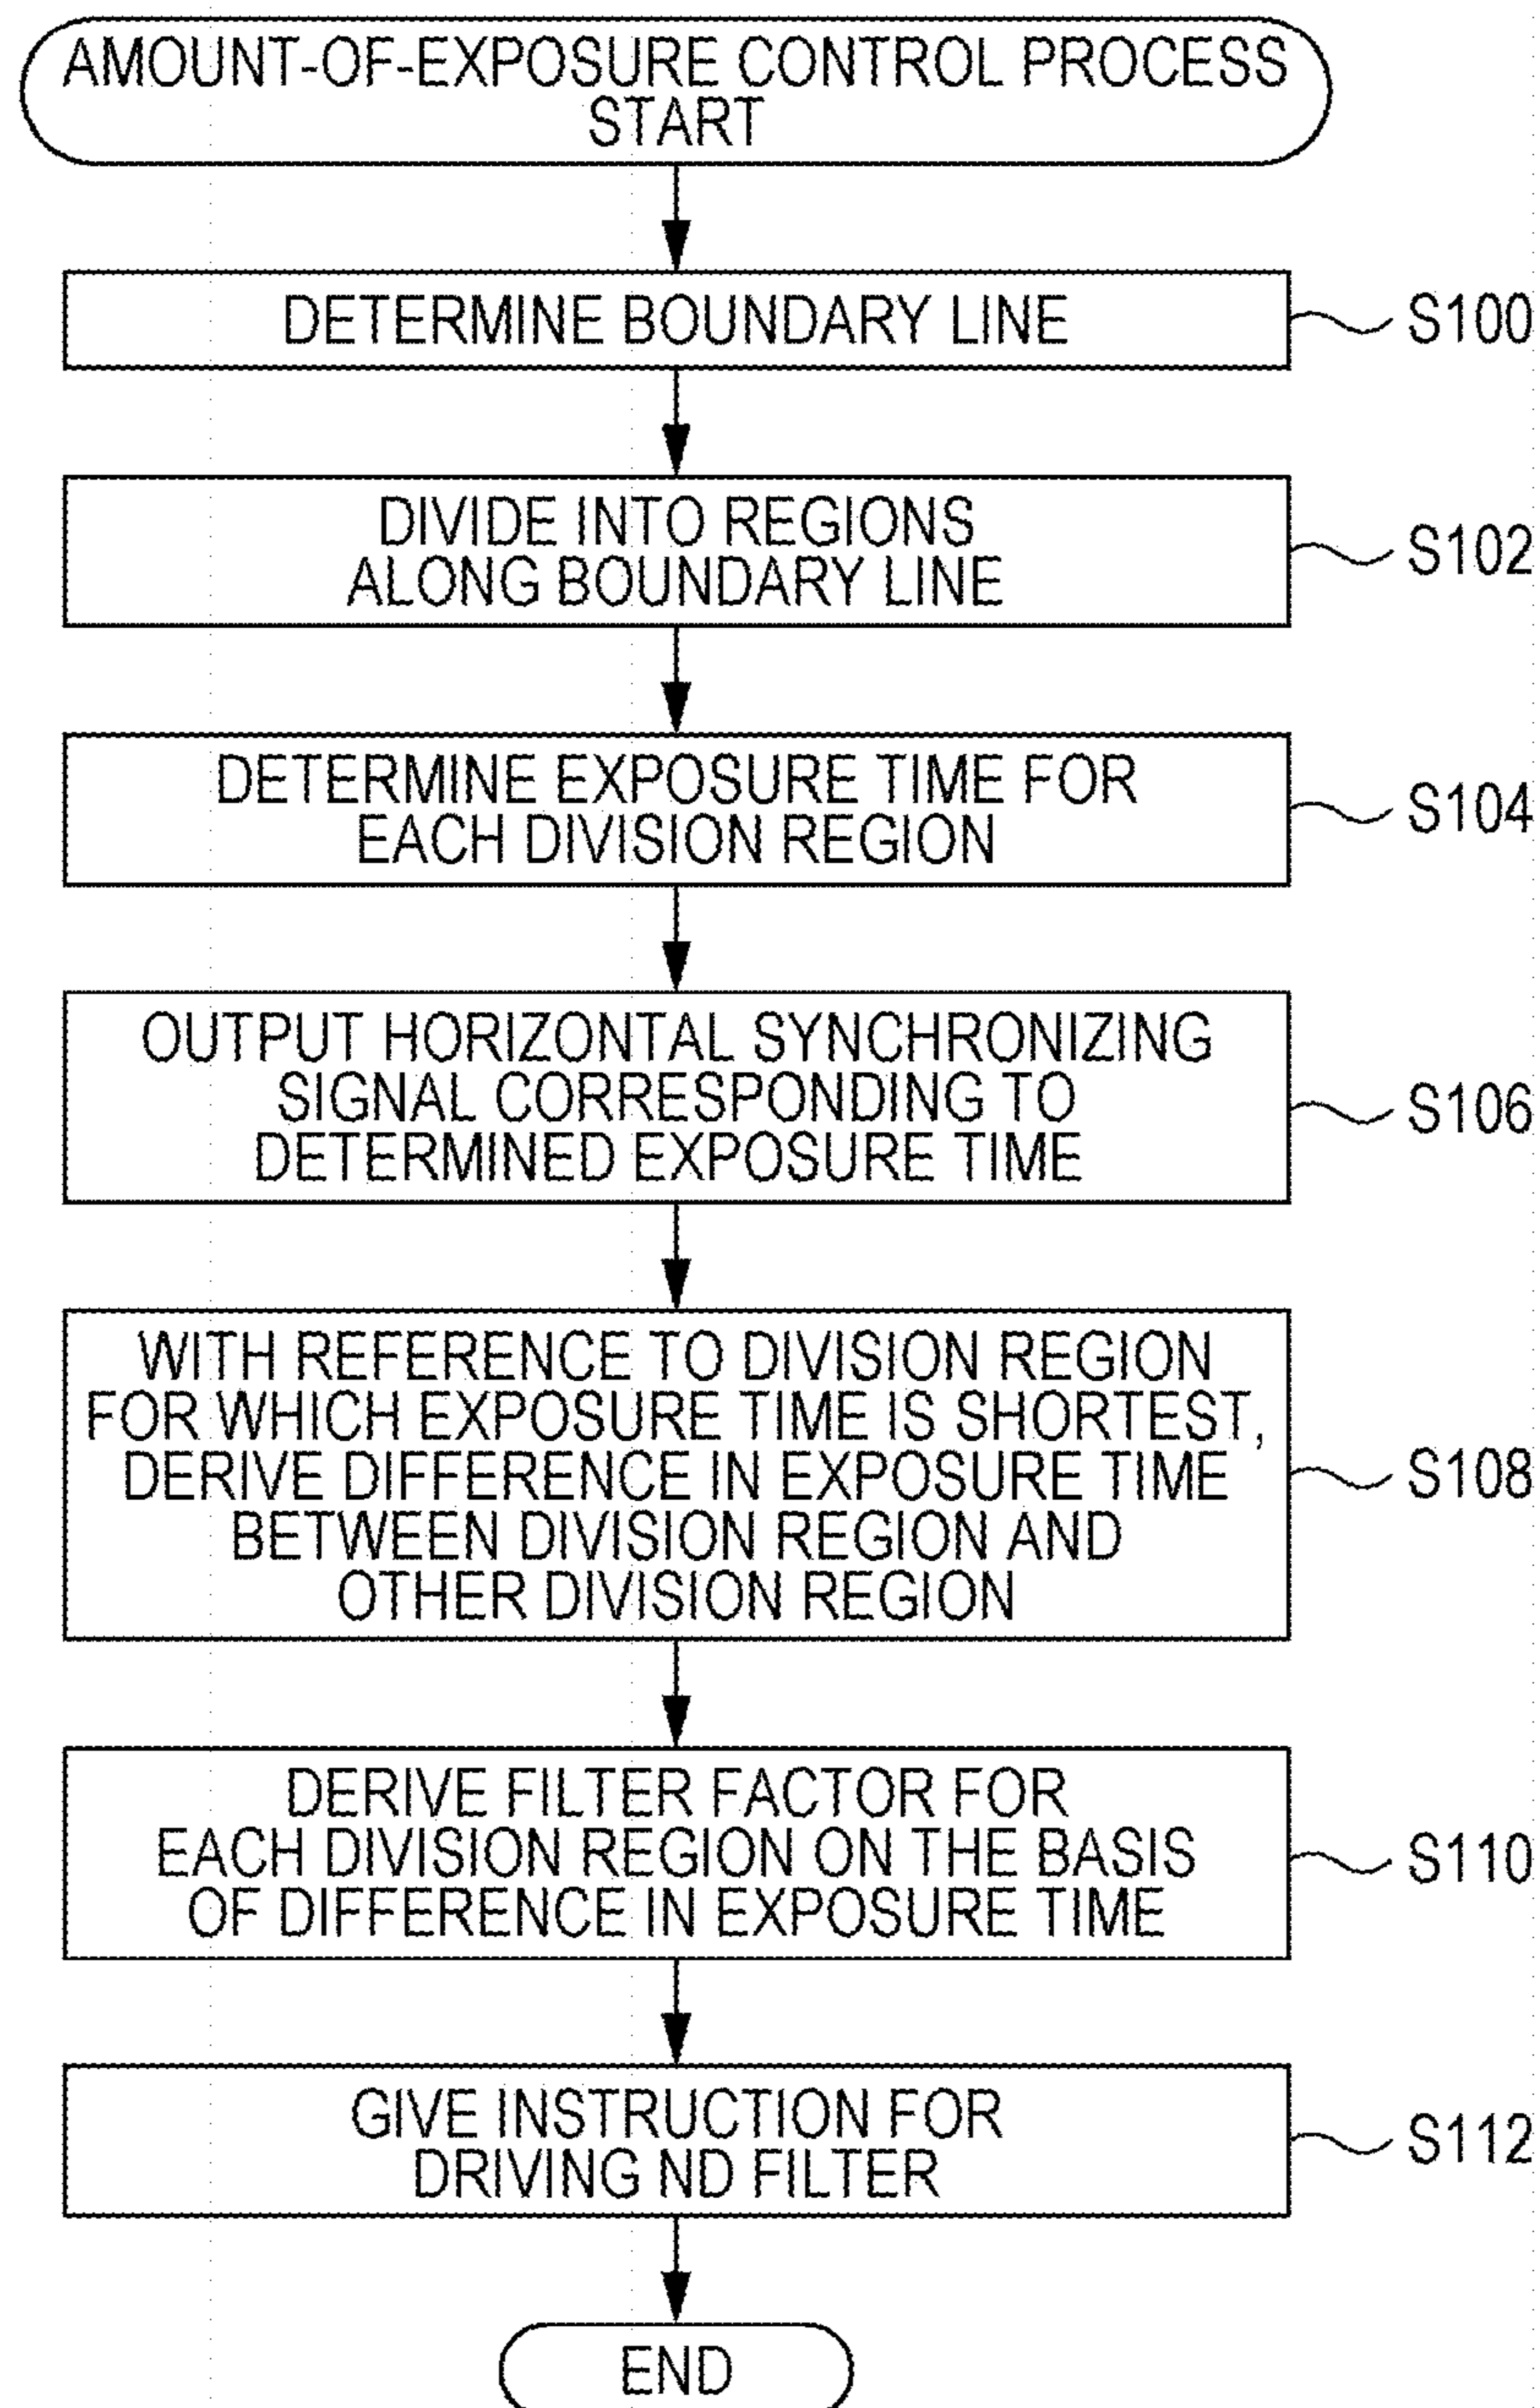 AMOUNT-OF-EXPOSURE CONTROL PROCESS
START
DETERMINE BOUNDARY LINE
S100
DIVIDE INTO REGIONS
ALONG BOUNDARY LINE
S102
DETERMINE EXPOSURE TIME FOR
EACH DIVISION REGION
S104
OUTPUT HORIZONTAL SYNCHRONIZING
SIGNAL CORRESPONDING TO
DETERMINED EXPOSURE TIME
S106
WITH REFERENCE TO DIVISION REGION
FOR WHICH EXPOSURE TIME IS SHORTEST,
DERIVE DIFFERENCE IN EXPOSURE TIME
BETWEEN DIVISION REGION AND
OTHER DIVISION REGION
S108
DERIVE FILTER FACTOR FOR
EACH DIVISION REGION ON THE BASIS
OF DIFFERENCE IN EXPOSURE TIME
S110
GIVE INSTRUCTION FOR
DRIVING ND FILTER
S112
END